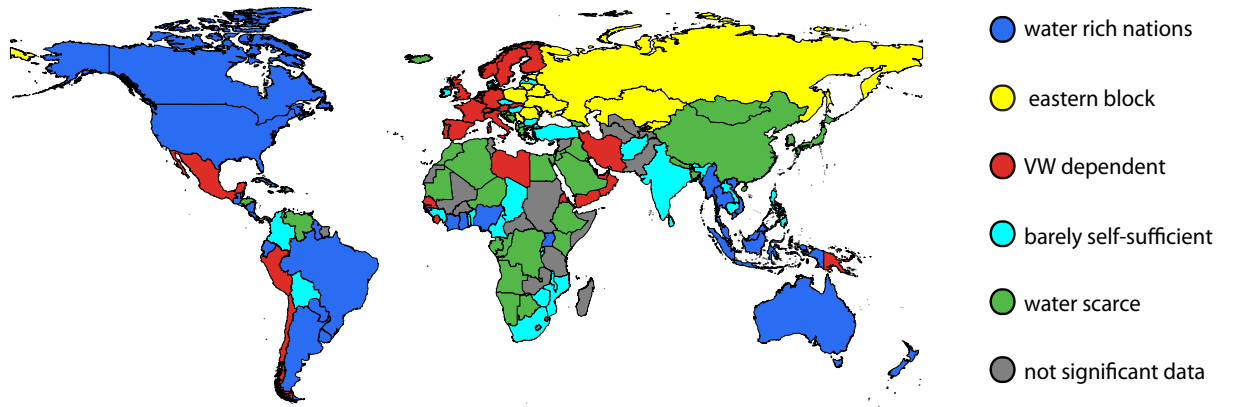 water rich nations
eastern block
VW dependent
barely self-sufficient
water scarce
not significant data